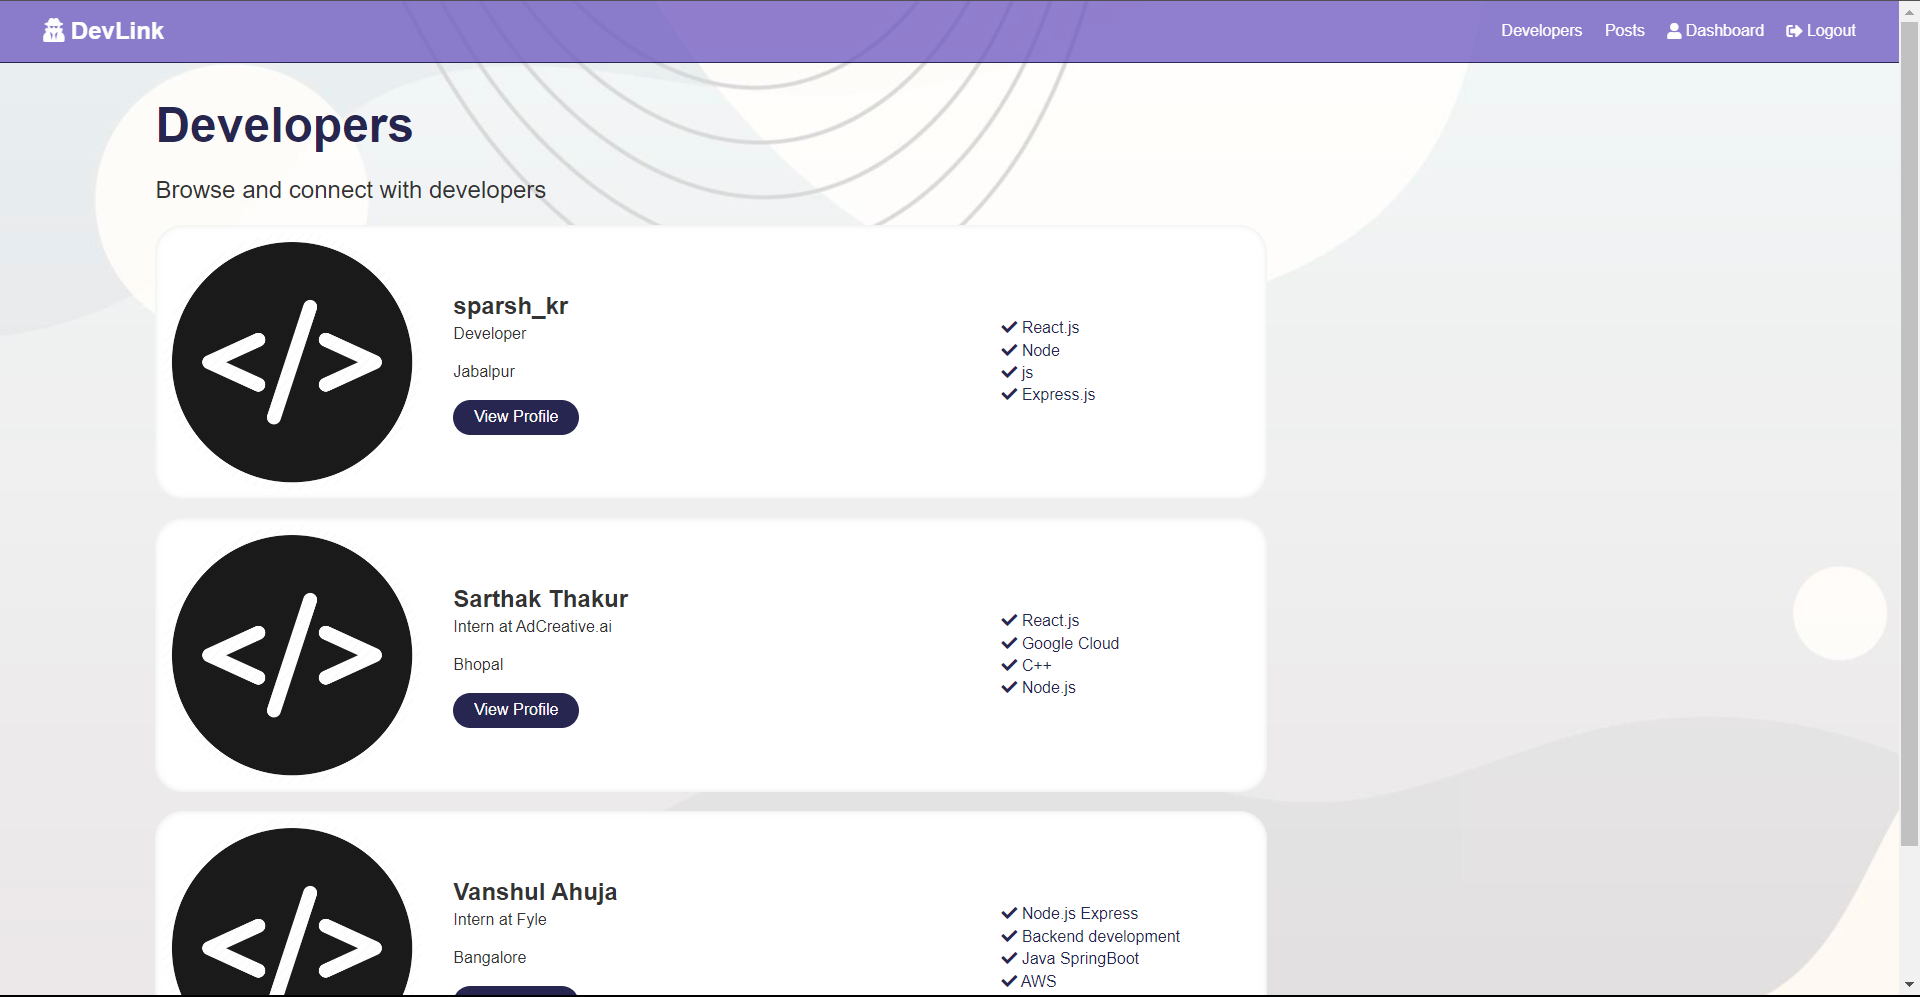 DevLink
Developers Posts Dashboard Logout
Developers
Browse and connect with developers
</>
sparsh_kr
Developer
Jabalpur
View Profile
React.js
Node
js
Express.js
</>
Sarthak Thakur
Intern at AdCreative.ai
Bhopal
View Profile
React.js
Google Cloud
C++
Node.js
</>
Vanshul Ahuja
Intern at Fyle
Bangalore
Node.js Express
Backend development
Java SpringBoot
AWS